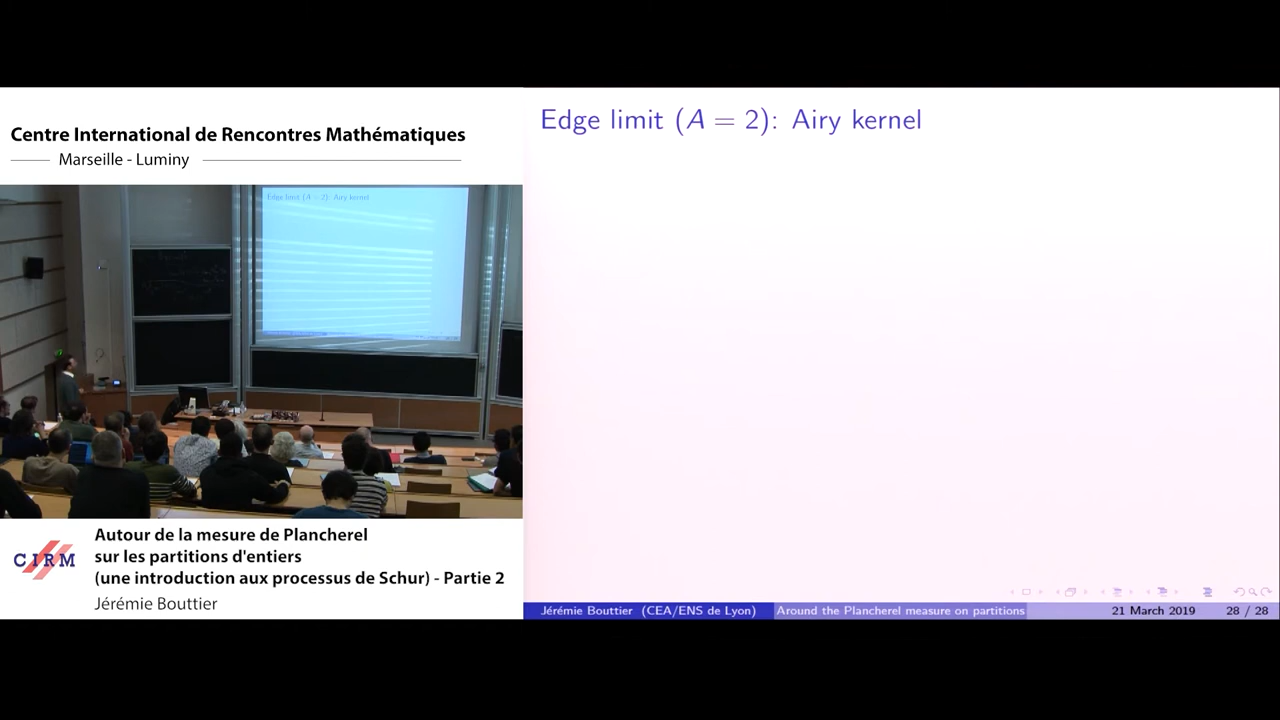 Centre International de Rencontres Mathématiques
Marseille - Luminy
Edge limit (A = 2): Airy kernel
CIRM
Autour de la mesure de Plancherel
sur les partitions d'entiers
(une introduction aux processus de Schur) - Partie 2
Jérémie Bouttier
Edge limit (A = 2): Airy kernel
Jérémie Bouttier (CEA/ENS de Lyon)
Around the Plancherel measure on partitions
21 March 2019
28 / 28